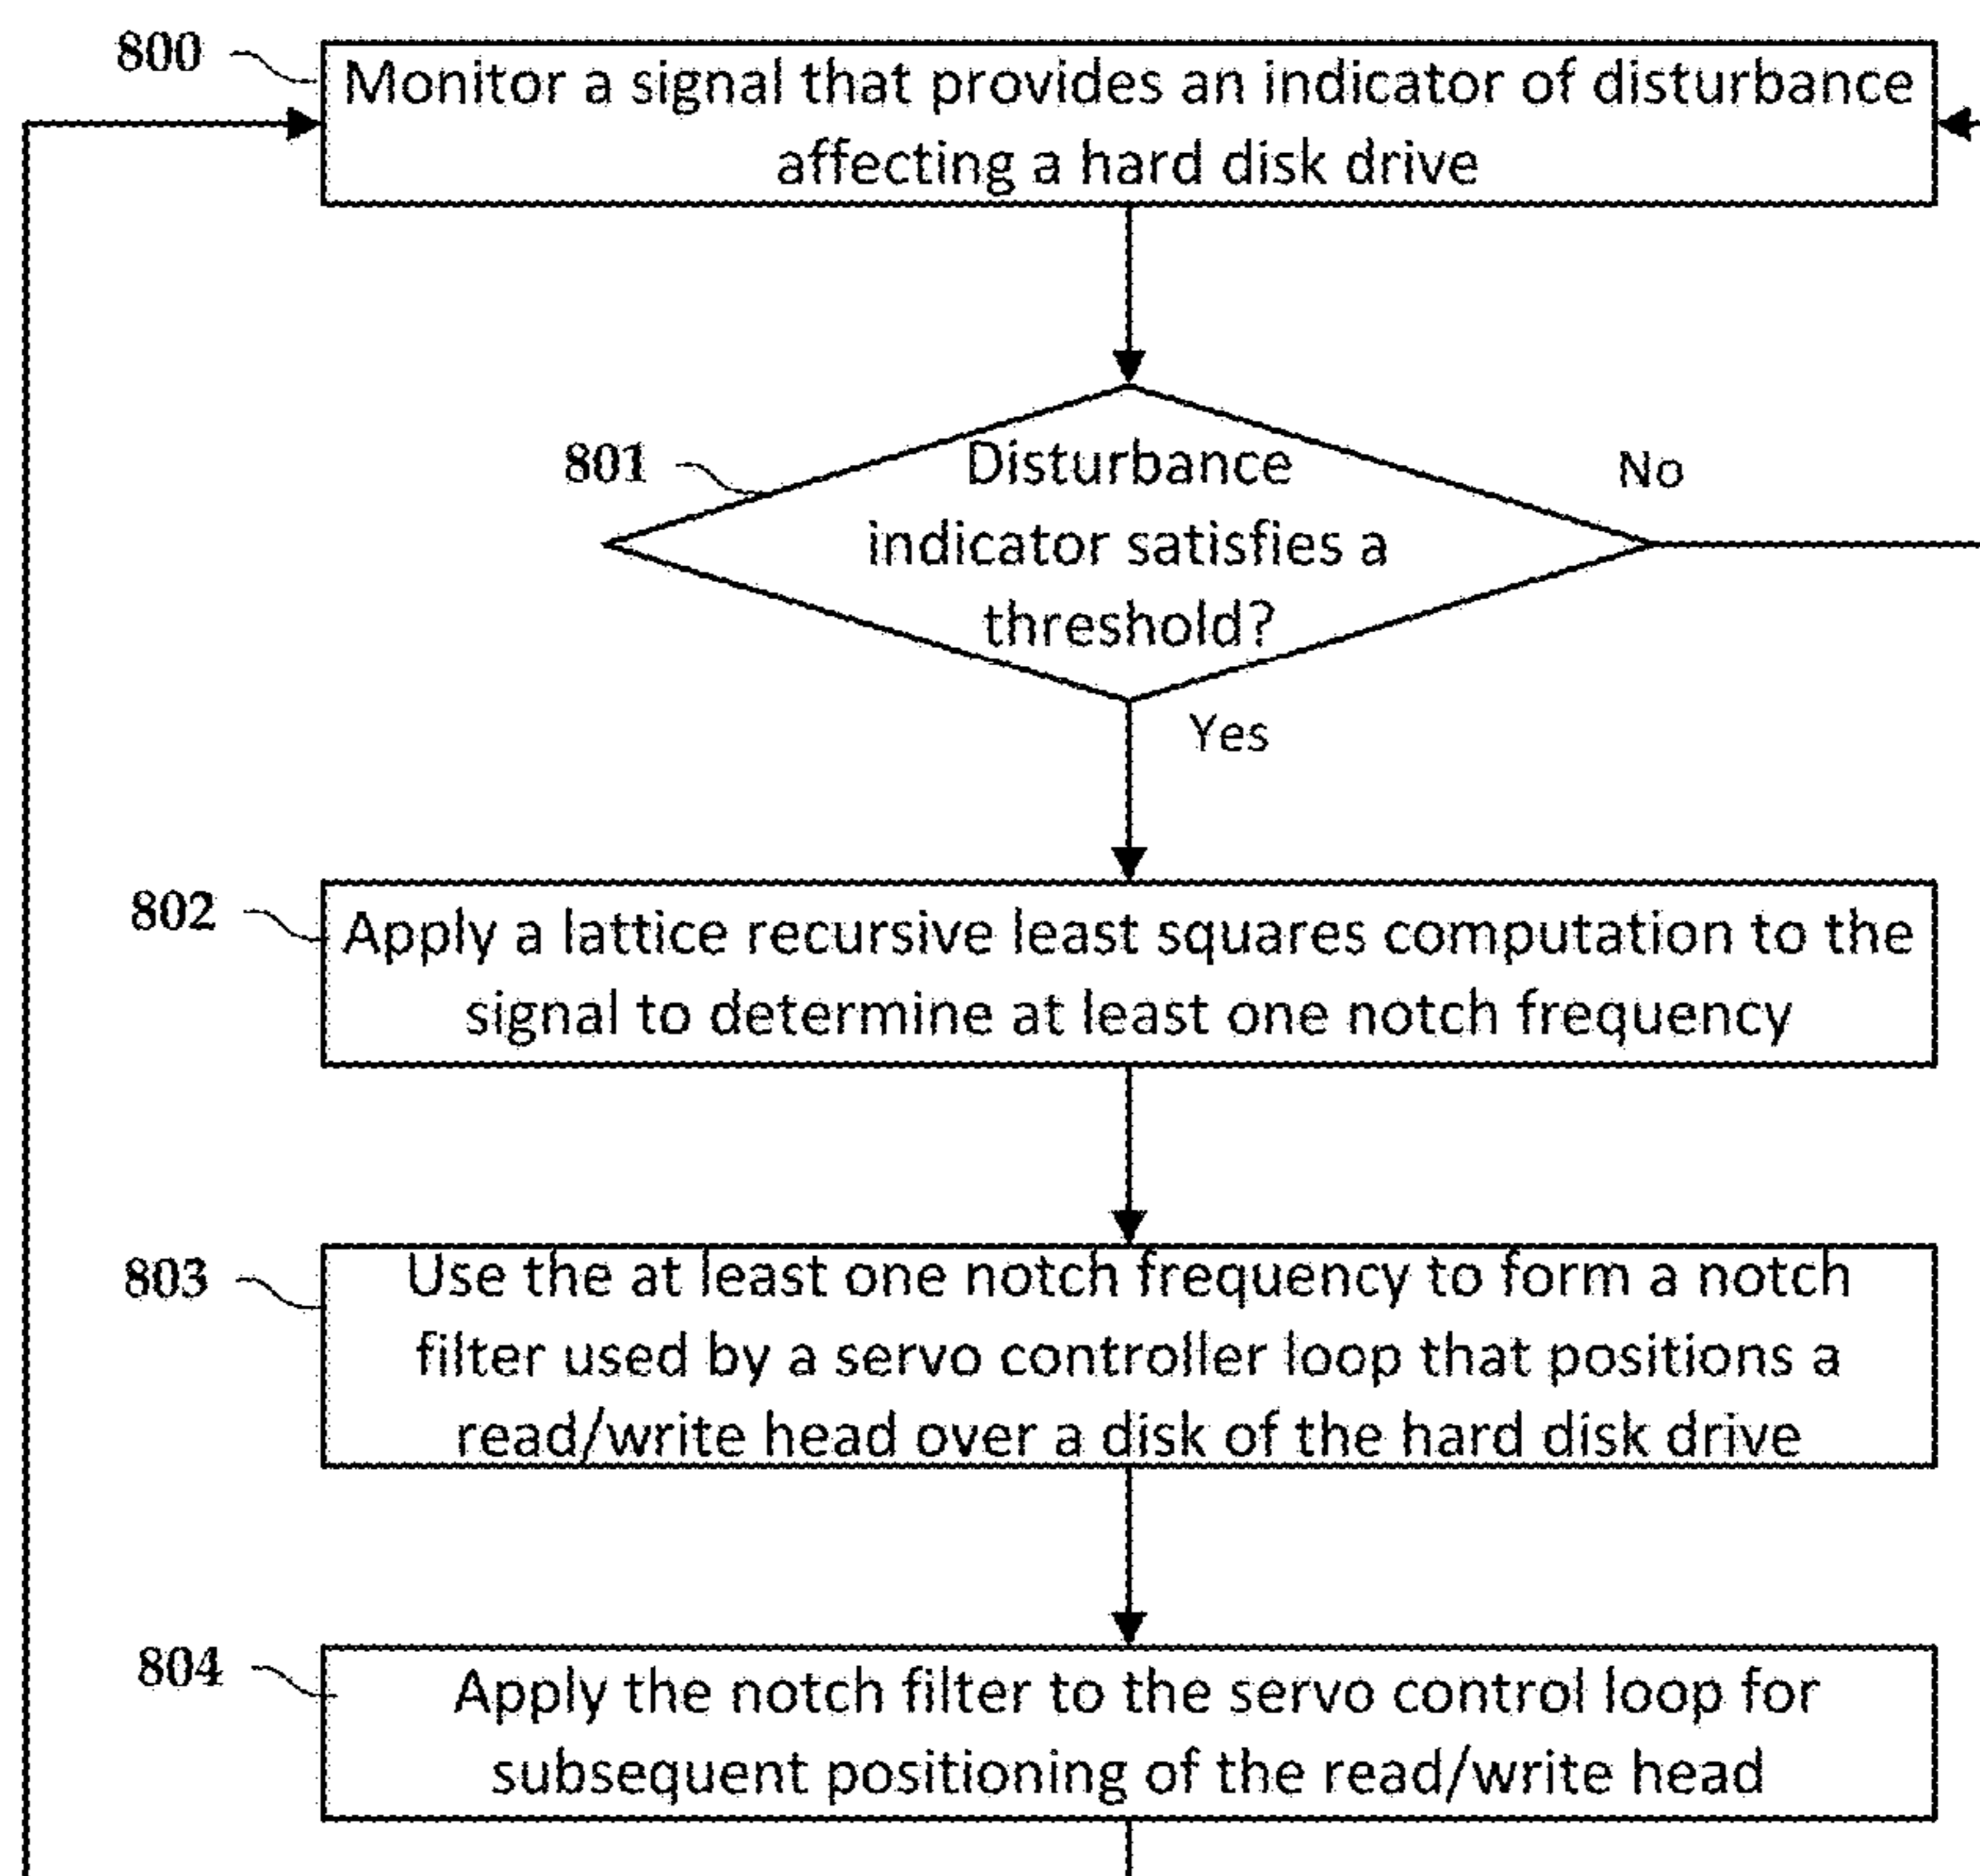 800
Monitor a signal that provides an indicator of disturbance
affecting a hard disk drive
801
Disturbance
indicator satisfies a
threshold?
No
Yes
802
Apply a lattice recursive least squares computation to the
signal to determine at least one notch frequency
803
Use the at least one notch frequency to form a notch
filter used by a servo controller loop that positions a
read/write head over a disk of the hard disk drive
804
Apply the notch filter to the servo control loop for
subsequent positioning of the read/write head